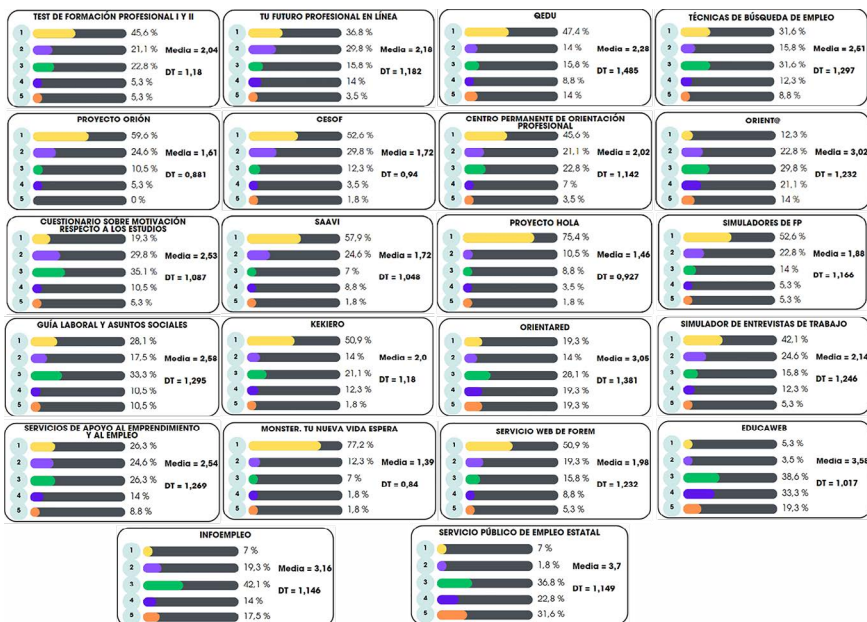 TEST DE FORMACIÓN PROFESIONAL I Y II
1 45,6 %
2 21,1 % Media = 2,04
3 22,8 % DT = 1,18
4 5,3 %
5 5,3 %
TU FUTURO PROFESIONAL EN LÍNEA
1 36,8 %
2 29,8 % Media = 2,18
3 15,8 % DT = 1,182
4 14 %
5 3,5 %
QEDU
1 47,4 %
2 14 % Media = 2,28
3 15,8 % DT = 1,485
4 8,8 %
5 14 %
TÉCNICAS DE BÚSQUEDA DE EMPLEO
1 31,6 %
2 15,8 % Media = 2,51
3 31,6 % DT = 1,297
4 12,3 %
5 8,8 %
PROYECTO ORIÓN
1 59,6 %
2 24,6 % Media = 1,61
3 10,5 % DT = 0,881
4 5,3 %
5 0 %
CESOF
1 52,6 %
2 29,8 % Media = 1,72
3 12,3 % DT = 0,94
4 3,5 %
5 1,8 %
CENTRO PERMANENTE DE ORIENTACIÓN
PROFESIONAL
1 45,6 %
2 21,1 % Media = 2,02
3 22,8 % DT = 1,142
4 7 %
5 3,5 %
ORIENT@
1 12,3 %
2 22,8 % Media = 3,02
3 29,8 % DT = 1,232
4 21,1 %
5 14 %
CUESTIONARIO SOBRE MOTIVACIÓN
RESPECTO A LOS ESTUDIOS
1 19,3 %
2 29,8 % Media = 2,53
3 35,1 % DT = 1,087
4 10,5 %
5 5,3 %
SAAVI
1 57,9 %
2 24,6 % Media = 1,72
3 7 % DT = 1,048
4 8,8 %
5 1,8 %
PROYECTO HOLA
1 75,4 %
2 10,5 % Media = 1,46
3 8,8 % DT = 0,927
4 3,5 %
5 1,8 %
SIMULADORES DE FP
1 52,6 %
2 22,8 % Media = 1,88
3 14 % DT = 1,166
4 5,3 %
5 5,3 %
GUÍA LABORAL Y ASUNTOS SOCIALES
1 28,1 %
2 17,5 % Media = 2,58
3 33,3 % DT = 1,295
4 10,5 %
5 10,5 %
KEKIERO
1 50,9 %
2 14 % Media = 2,0
3 21,1 % DT = 1,18
4 12,3 %
5 1,8 %
ORIENTARED
1 19,3 %
2 14 % Media = 3,05
3 28,1 % DT = 1,381
4 19,3 %
5 19,3 %
SIMULADOR DE ENTREVISTAS DE TRABAJO
1 42,1 %
2 24,6 % Media = 2,14
3 15,8 % DT = 1,246
4 12,3 %
5 5,3 %
SERVICIOS DE APOYO AL EMPRENDIMIENTO
Y AL EMPLEO
1 26,3 %
2 24,6 % Media = 2,54
3 26,3 % DT = 1,269
4 14 %
5 8.8 %
MONSTER. TU NUEVA VIDA ESPERA
1 77,2 %
2 12,3 % Media = 1,39
3 7 % DT = 0,84
4 1,8 %
5 1,8 %
SERVICIO WEB DE FOREM
1 50,9 %
2 19,3 % Media = 1,98
3 15,8 % DT = 1,232
4 8,8 %
5 5,3 %
EDUCAWEB
1 5,3 %
2 3,5 % Media = 3,58
3 38,6 % DT = 1,017
4 33,3 %
5 19,3 %
INFOEMPLEO
1 7 %
2 19,3 % Media = 3,16
3 42,1 % DT = 1,146
4 14 %
5 17,5 %
SERVICIO PÚBLICO DE EMPLEO ESTATAL
1 7 %
2 1,8 % Media = 3,7
3 36,8 % DT = 1,149
4 22,8 %
5 31,6 %